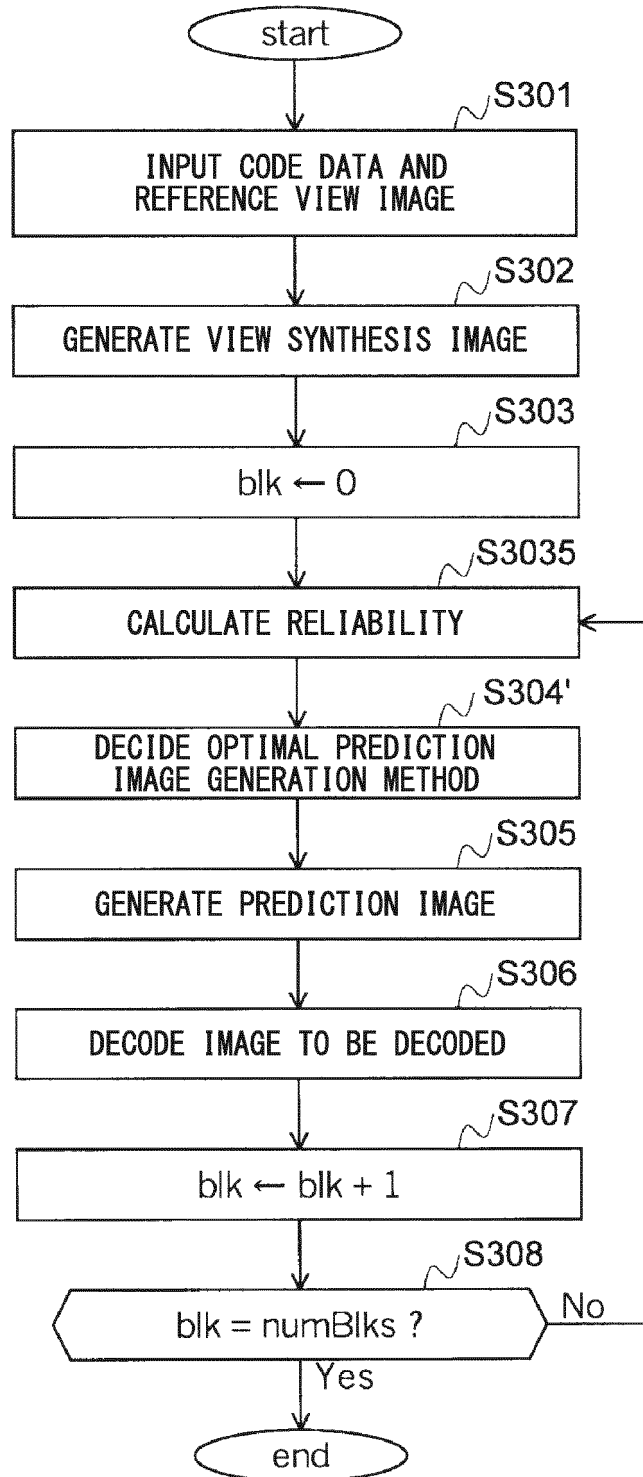 start
S301
INPUT CODE DATA AND
REFERENCE VIEW IMAGE
S302
GENERATE VIEW SYNTHESIS IMAGE
S303
blk ← 0
S3035
CALCULATE RELIABILITY
S304'
DECIDE OPTIMAL PREDICTION
IMAGE GENERATION METHOD
S305
GENERATE PREDICTION IMAGE
S306
DECODE IMAGE TO BE DECODED
S307
blk ← blk + 1
S308
blk = numBlks ?
No
Yes
end